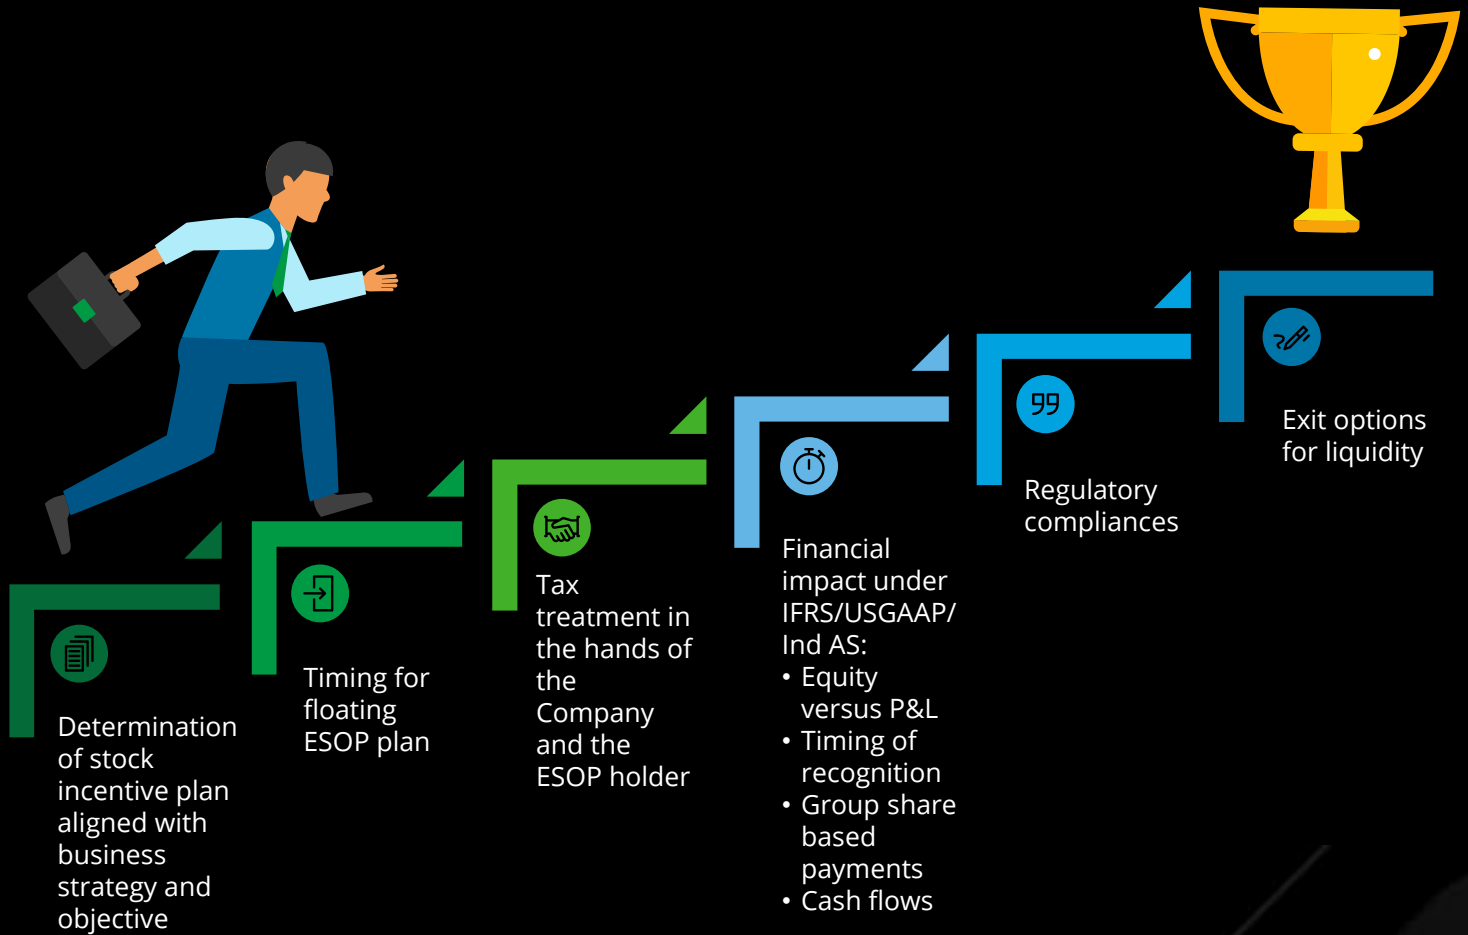 Determination
of stock
incentive plan
aligned with
business
strategy and
objective
Timing for
floating
ESOP plan
Tax
treatment in
the hands of
the
Company
and the
ESOP holder
Financial
impact under
IFRS/USGAAP/
Ind AS:
• Equity
versus P&L
• Timing of
recognition
• Group share
based
payments
• Cash flows
Regulatory
compliances
Exit options
for liquidity